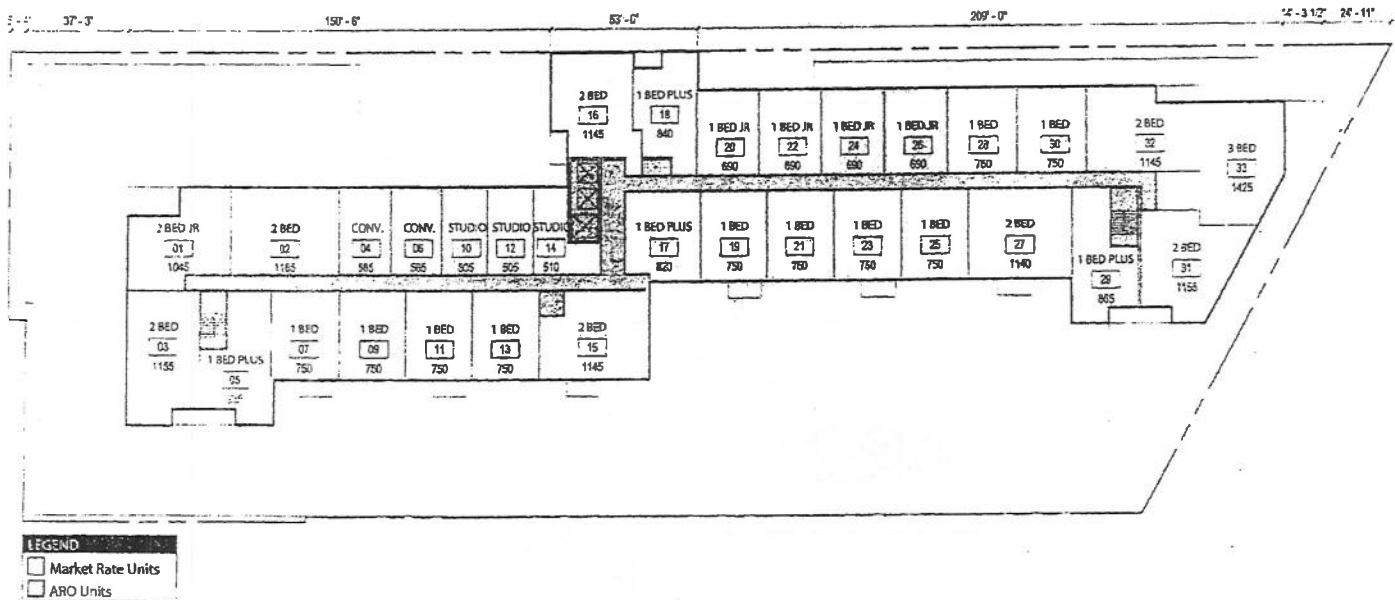 37'- 3"
150'- 6"
53'- 0"
209'- 0"
24'- 11"
2 BED
16
1145
1 BED PLUS
18
840
1 BED JR
20
690
1 BED JR
22
690
1 BED JR
24
690
1 BED JR
26
690
1 BED
28
750
1 BED
30
750
2 BED
32
1145
3 BED
33
1425
2 BED JR
01
1045
2 BED
02
1165
CONV.
04
565
CONV.
06
565
STUDIO
10
505
STUDIO
12
505
STUDIO
14
510
1 BED PLUS
17
820
1 BED
19
750
1 BED
21
750
1 BED
23
750
1 BED
25
750
2 BED
27
1140
1 BED PLUS
29
865
2 BED
31
1155
2 BED
03
1155
1 BED PLUS
05
1 BED
07
750
1 BED
09
750
1 BED
11
750
1 BED
13
750
2 BED
15
1145
LEGEND
Market Rate Units
ARO Units